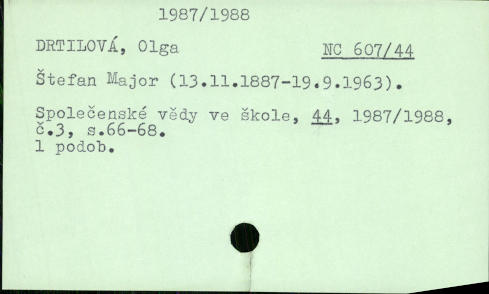 1987/1988
DRTILOVÁ, Olga NC 607/44
Štefan Major (13.11.1887-19.9.1963).
Společenské vědy ve škole, 44, 1987/1988,
č.3, s.66-68.
1 podob.